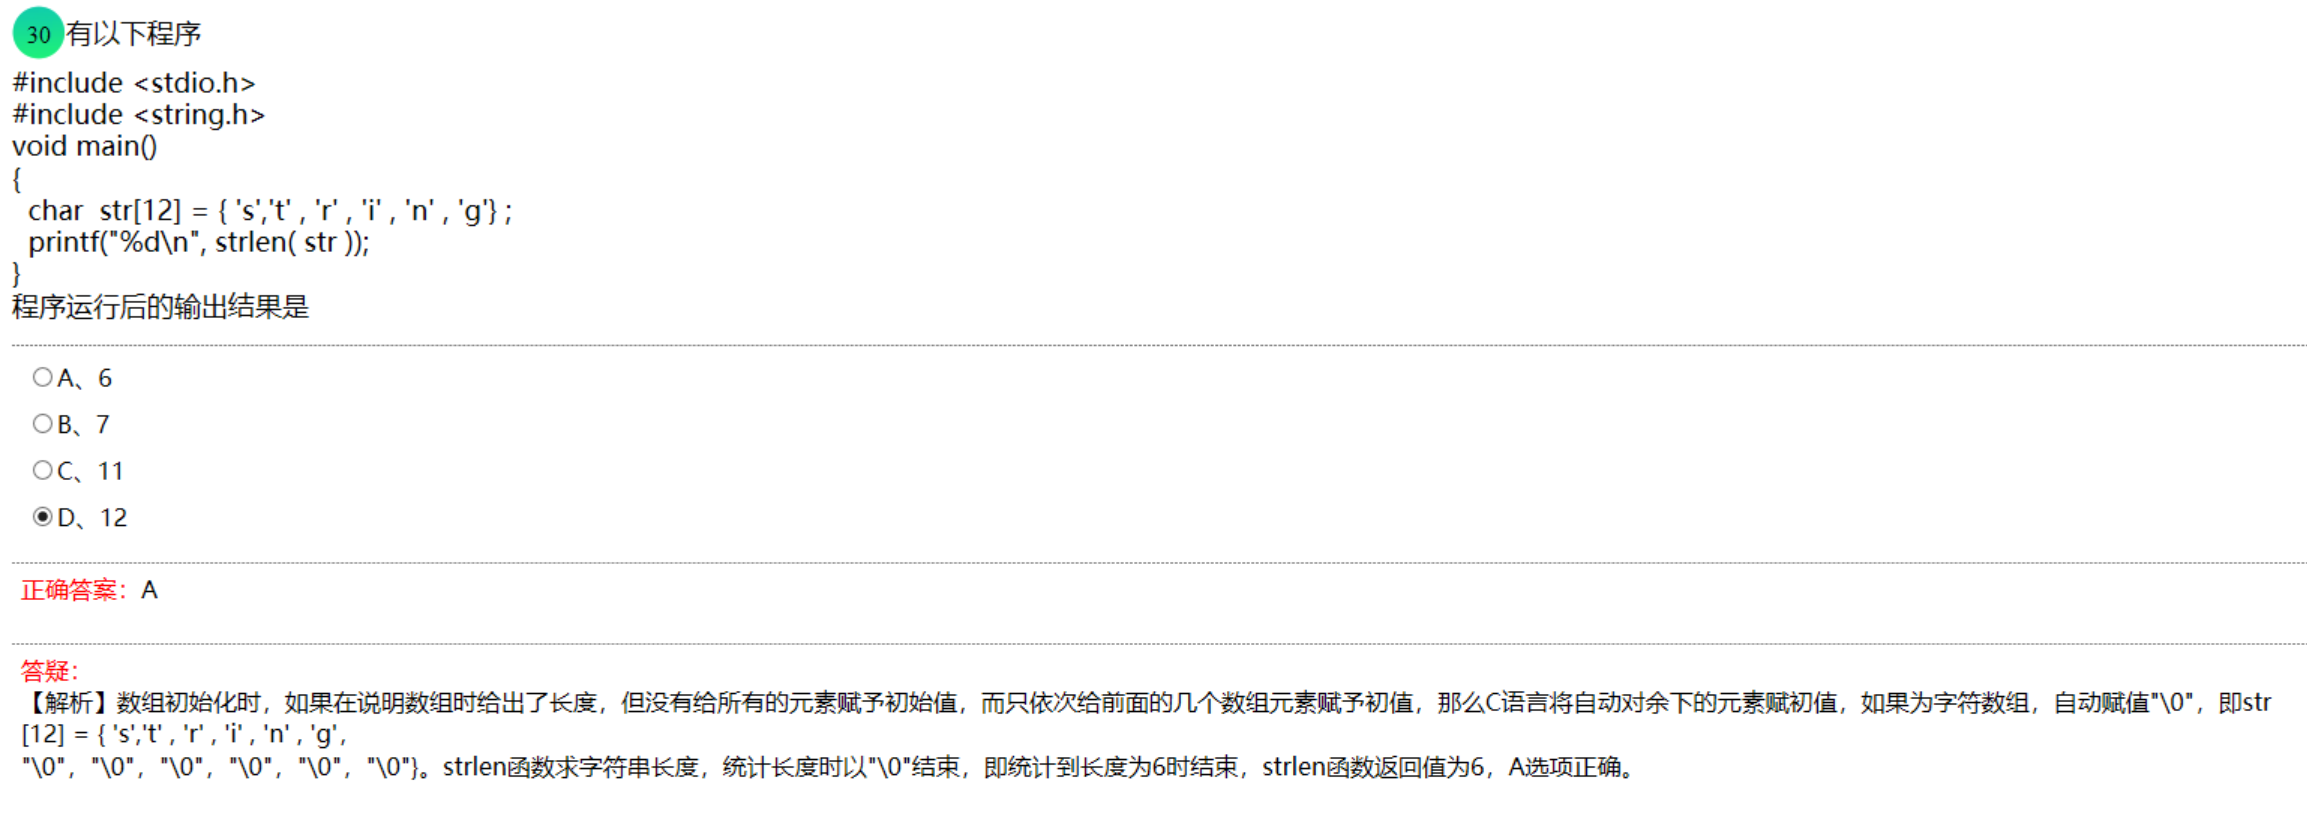 30 有以下程序
#include <stdio.h>
#include <string.h>
void main()
{
  char  str[12] = { 's','t' , 'r' , 'i' , 'n' , 'g'} ;
  printf("%d\n", strlen( str ));
}
程序运行后的输出结果是
A、6
B、7
C、11
D、12
正确答案：A
答疑：
【解析】数组初始化时，如果在说明数组时给出了长度，但没有给所有的元素赋予初始值，而只依次给前面的几个数组元素赋予初值，那么C语言将自动对余下的元素赋初值，如果为字符数组，自动赋值"\0"，即str
[12] = { 's','t' , 'r' , 'i' , 'n' , 'g',
"\0"，"\0"，"\0"，"\0"，"\0"，"\0"}。strlen函数求字符串长度，统计长度时以"\0"结束，即统计到长度为6时结束，strlen函数返回值为6，A选项正确。